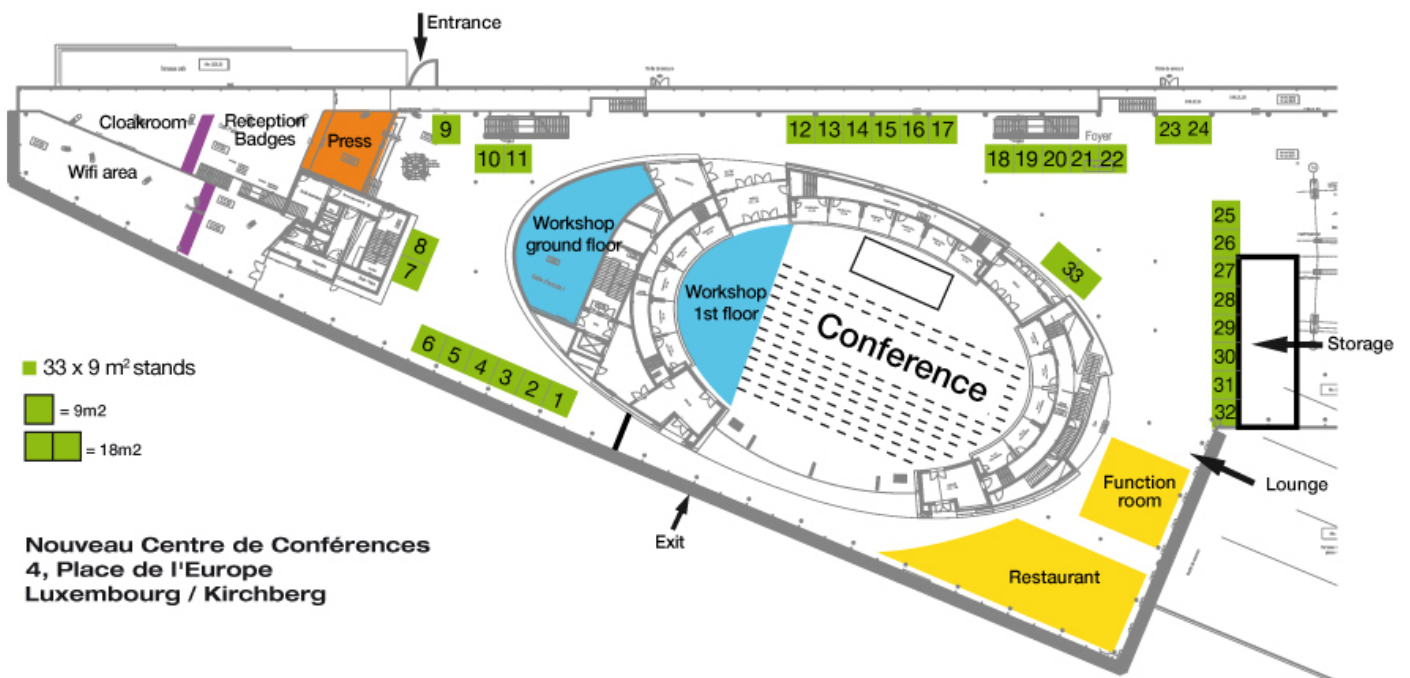 Entrance
Cloakroom
Reception
Badges
Press
Wifi area
9
10 11
12 13 14 15 16 17
Foyer
18 19 20 21 22
23 24
8
7
Workshop
ground floor
Workshop
1st floor
Conference
33
25
26
27
28
29
30
31
32
Storage
6 5 4 3 2 1
33 x 9 m² stands
= 9m2
= 18m2
Function
room
Lounge
Exit
Restaurant
Nouveau Centre de Conférences
4, Place de l'Europe
Luxembourg / Kirchberg